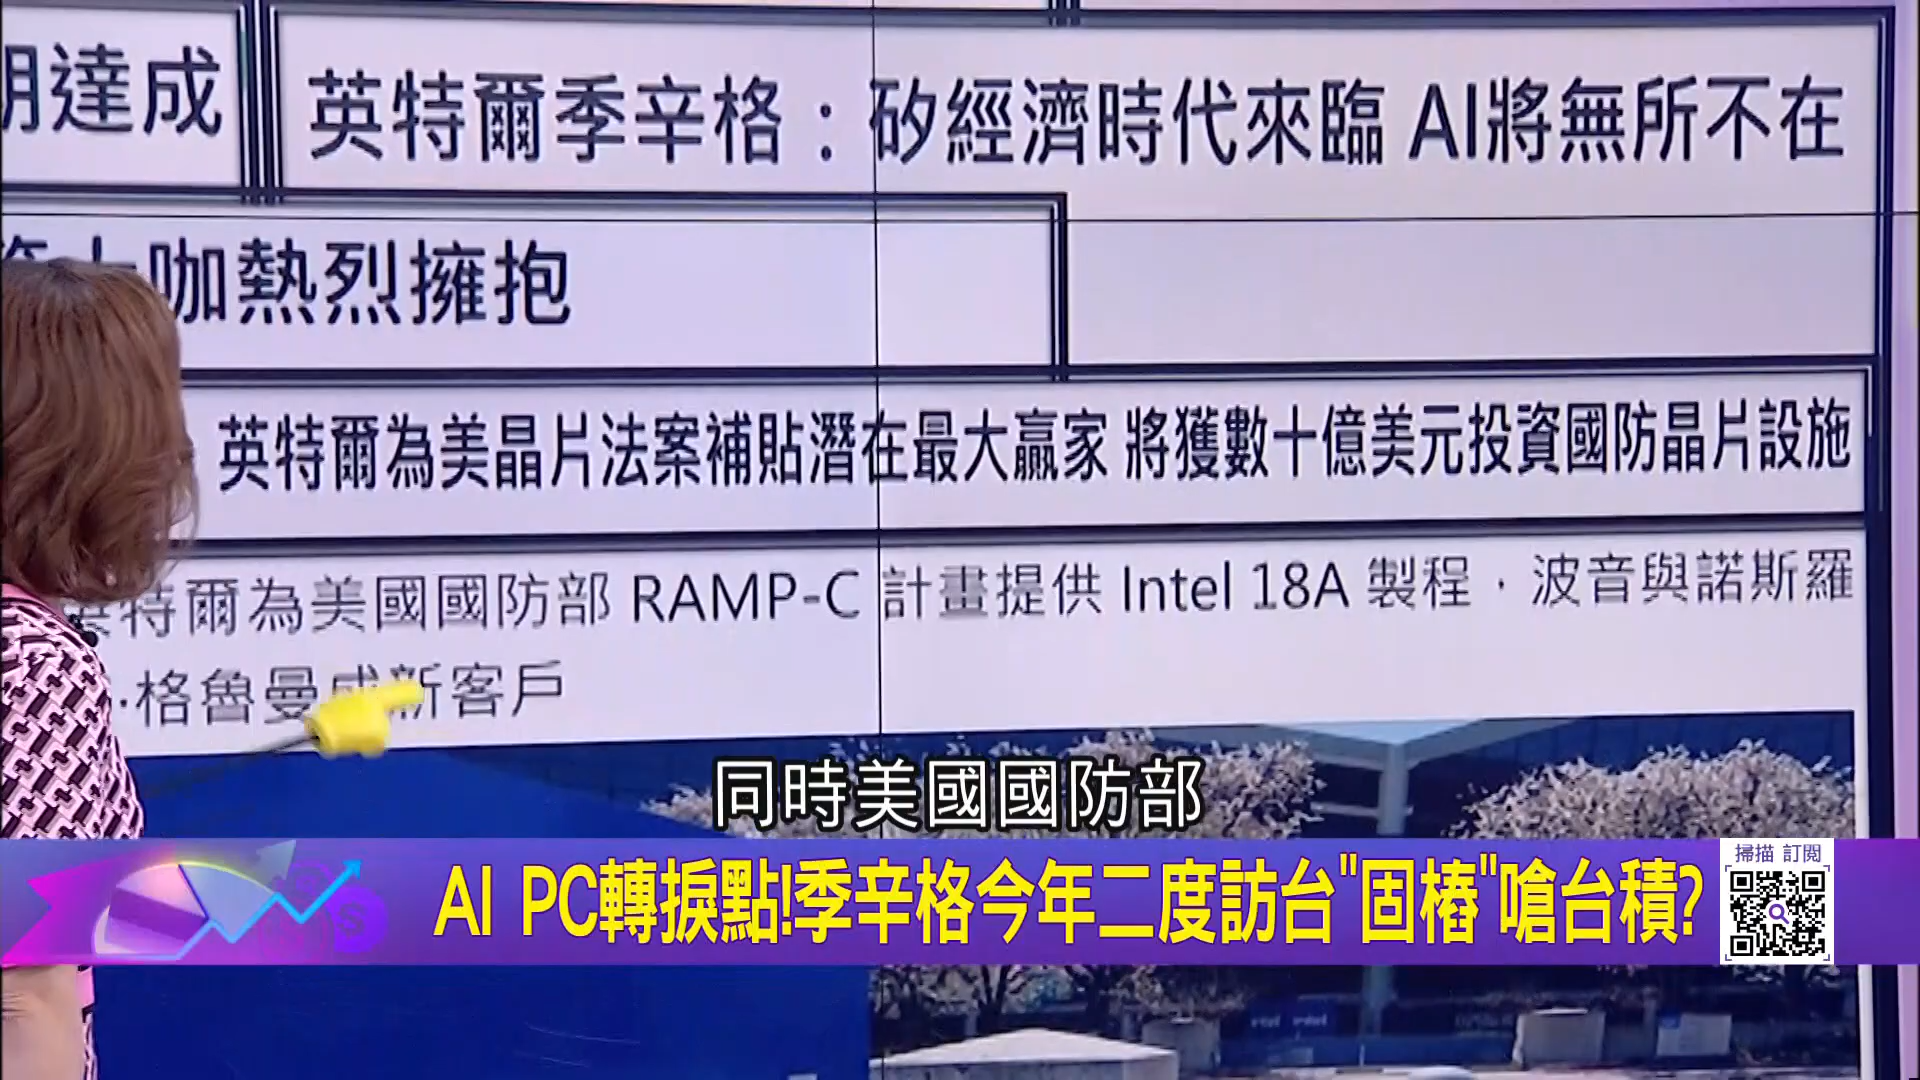 期達成
英特爾季辛格：矽經濟時代來臨 AI將無所不在
大咖熱烈擁抱
英特爾為美晶片法案補貼潛在最大贏家 將獲數十億美元投資國防晶片設施
英特爾為美國國防部 RAMP-C 計畫提供 Intel 18A 製程，波音與諾斯羅
·格魯曼成新客戶
同時美國國防部
AI PC轉捩點!季辛格今年二度訪台"固樁"嗆台積?
掃描 訂閱
intel intel